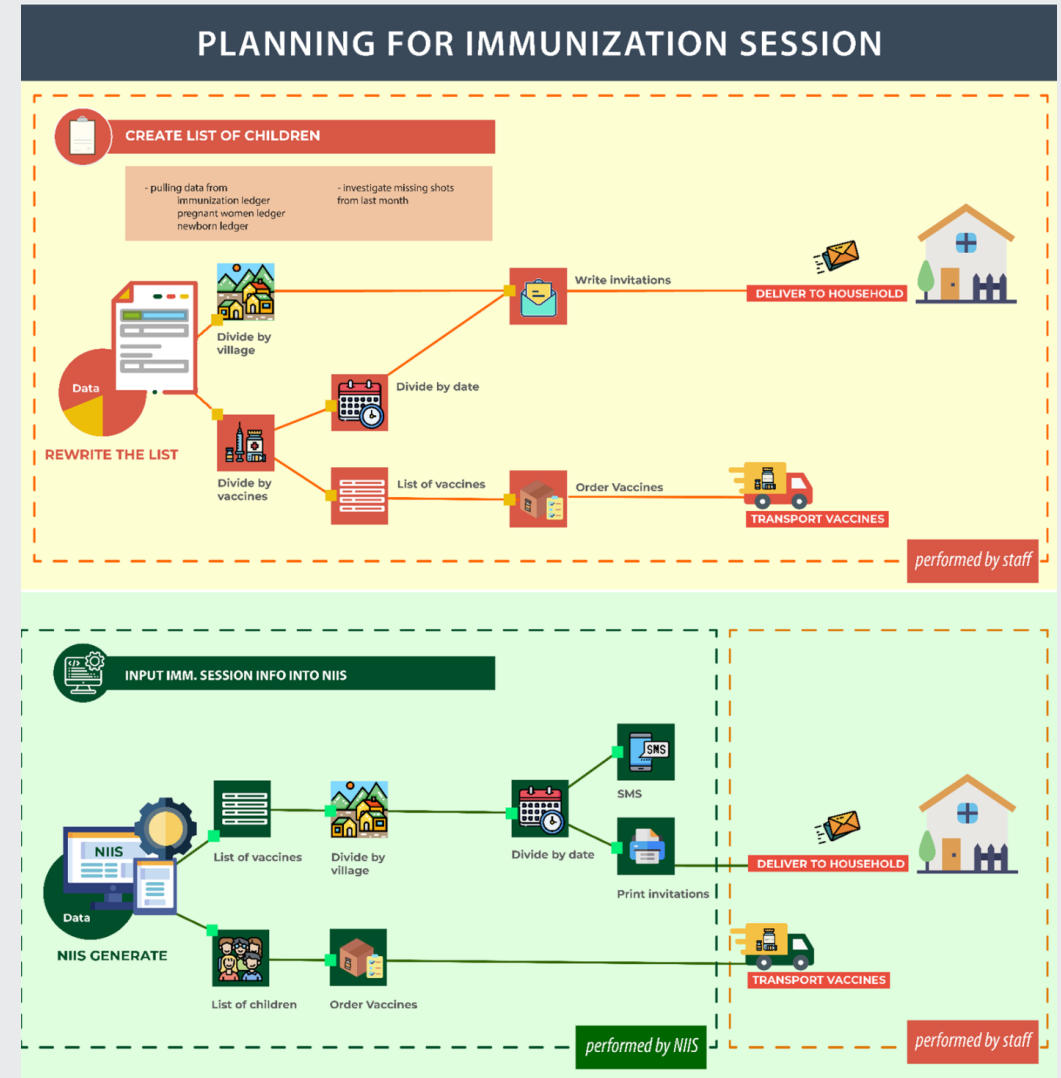 PLANNING FOR IMMUNIZATION SESSION
CREATE LIST OF CHILDREN
- pulling data from
immunization ledger
pregnant women ledger
newborn ledger
- investigate missing shots
from last month
Write invitations
DELIVER TO HOUSEHOLD
Divide by
village
Data
Divide by date
REWRITE THE LIST
Divide by
vaccines
List of vaccines
Order Vaccines
TRANSPORT VACCINES
performed by staff
INPUT IMM. SESSION INFO INTO NIIS
SMS
SMS
NIIS
List of vaccines
Divide by
village
Divide by date
DELIVER TO HOUSEHOLD
Print invitations
Data
NIIS GENERATE
List of children
Order Vaccines
TRANSPORT VACCINES
performed by NIIS
performed by staff